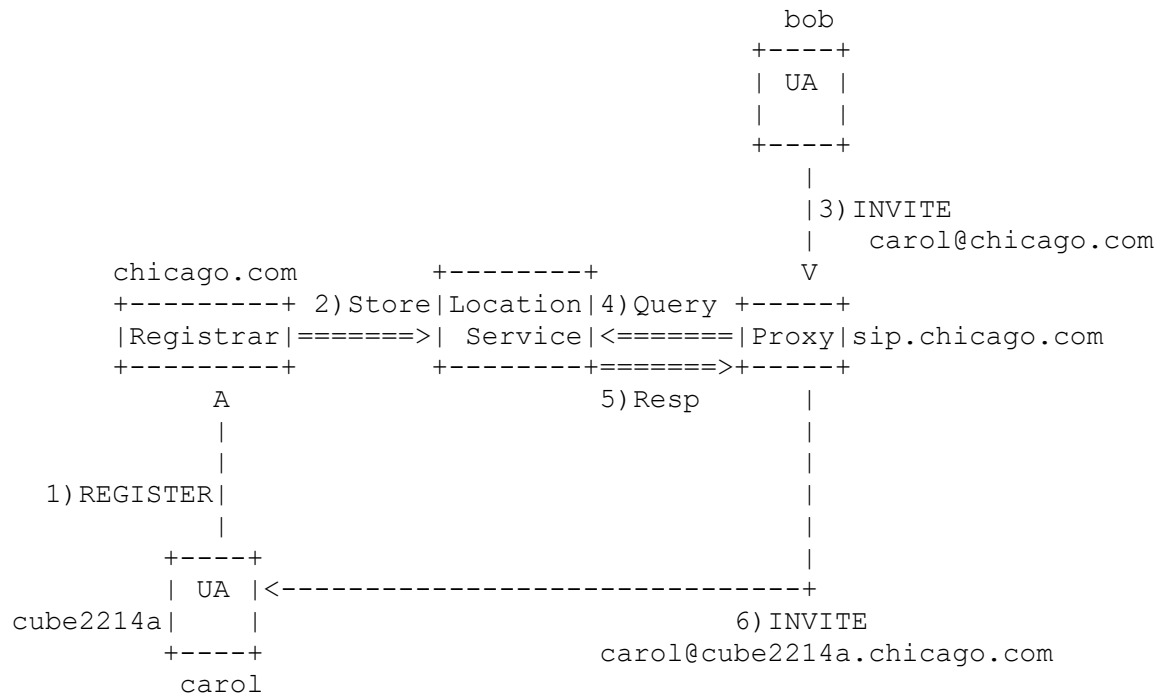 bob
+----+
| UA |
|    |
+----+
|
|3)INVITE
|   carol@chicago.com
chicago.com        +--------+            V
+---------+ 2)Store|Location|4)Query +-----+
|Registrar|=======>| Service|<=======|Proxy|sip.chicago.com
+---------+        +--------+=======>+-----+
A                      5)Resp      |
|                                  |
|                                  |
1)REGISTER|                                  |
|                                  |
+----+                                |
| UA |<-------------------------------+
cube2214a|    |                            6)INVITE
+----+                    carol@cube2214a.chicago.com
carol